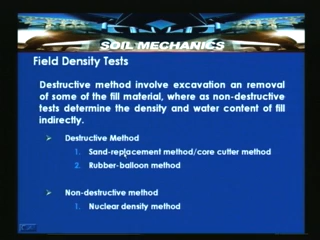 SOIL MECHANICS
Field Density Tests
Destructive method involve excavation an removal
of some of the fill material, where as non-destructive
tests determine the density and water content of fill
indirectly.
Destructive Method
1. Sand-replacement method/core cutter method
2. Rubber-balloon method
Non-destructive method
1. Nuclear density method